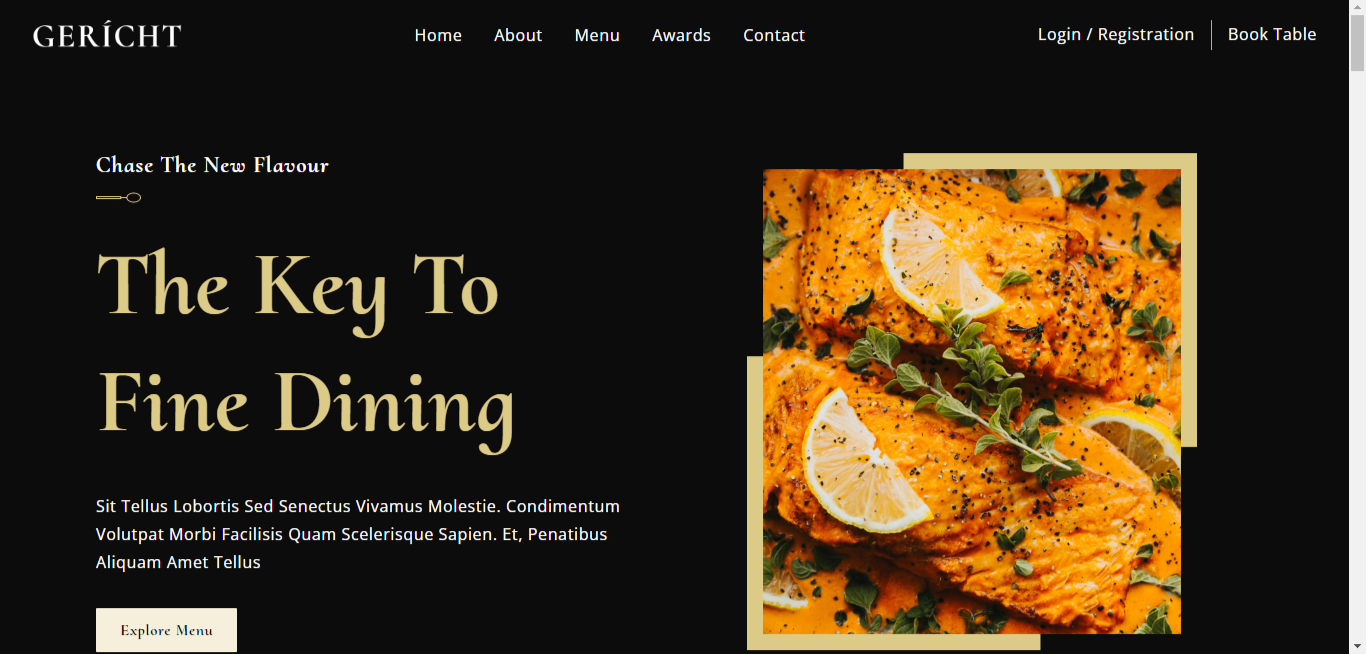 GERÍCHT
Home About Menu Awards Contact
Login / Registration Book Table
Chase The New Flavour
The Key To
Fine Dining
Sit Tellus Lobortis Sed Senectus Vivamus Molestie. Condimentum
Volutpat Morbi Facilisis Quam Scelerisque Sapien. Et, Penatibus
Aliquam Amet Tellus
Explore Menu